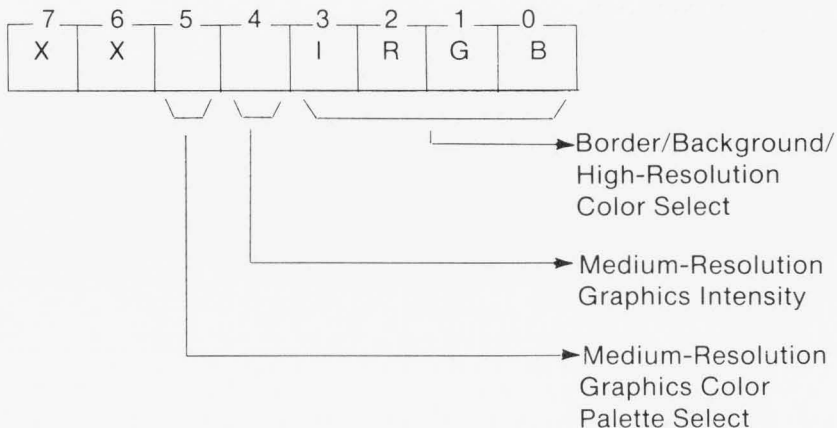 7 6 5 4 3 2 1 0
X X I R G B
Border/Background/
High-Resolution
Color Select
Medium-Resolution
Graphics Intensity
Medium-Resolution
Graphics Color
Palette Select